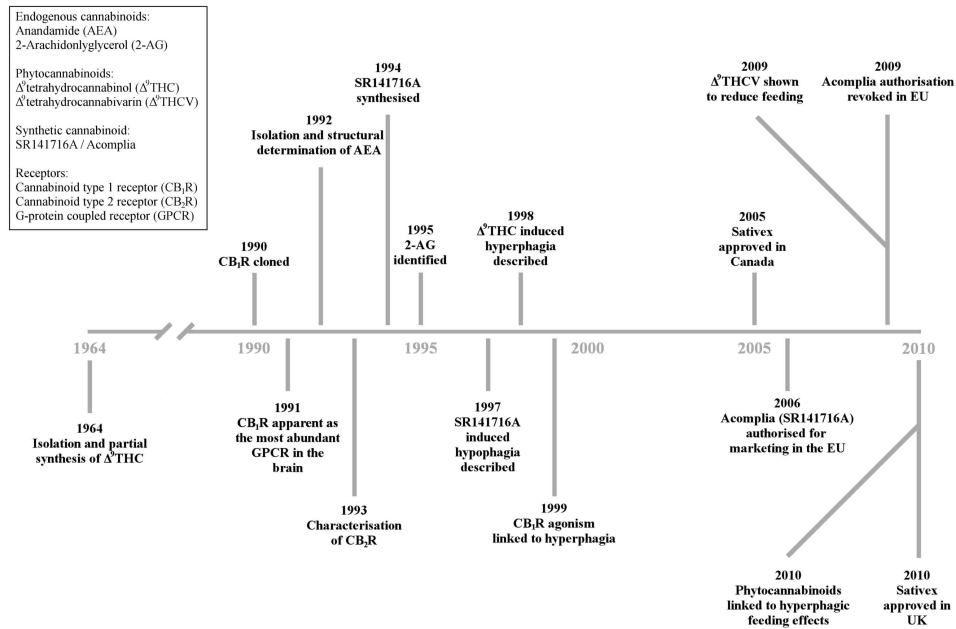 Endogenous cannabinoids:
Anandamide (AEA)
2-Arachidonlyglycerol (2-AG)
Phytocannabinoids:
Δ⁹tetrahydrocannabinol (Δ⁹THC)
Δ⁹tetrahydrocannabivarin (Δ⁹THCV)
Synthetic cannabinoid:
SR141716A / Acomplia
Receptors:
Cannabinoid type 1 receptor (CB₁R)
Cannabinoid type 2 receptor (CB₂R)
G-protein coupled receptor (GPCR)
1990
CB₁R cloned
1992
Isolation and structural
determination of AEA
1994
SR141716A
synthesised
1995
2-AG
identified
1998
Δ⁹THC induced
hyperphagia
described
2005
Sativex
approved in
Canada
2009
Δ⁹THCV shown
to reduce feeding
2009
Acomplia authorisation
revoked in EU
1964
1990
1995
2000
2005
2010
1964
Isolation and partial
synthesis of Δ⁹THC
1991
CB₁R apparent as
the most abundant
GPCR in the
brain
1993
Characterisation
of CB₂R
1997
SR141716A
induced
hypophagia
described
1999
CB₁R agonism
linked to hyperphagia
2006
Acomplia (SR141716A)
authorised for
marketing in the EU
2010
Phytocannabinoids
linked to hyperphagic
feeding effects
2010
Sativex
approved in
UK